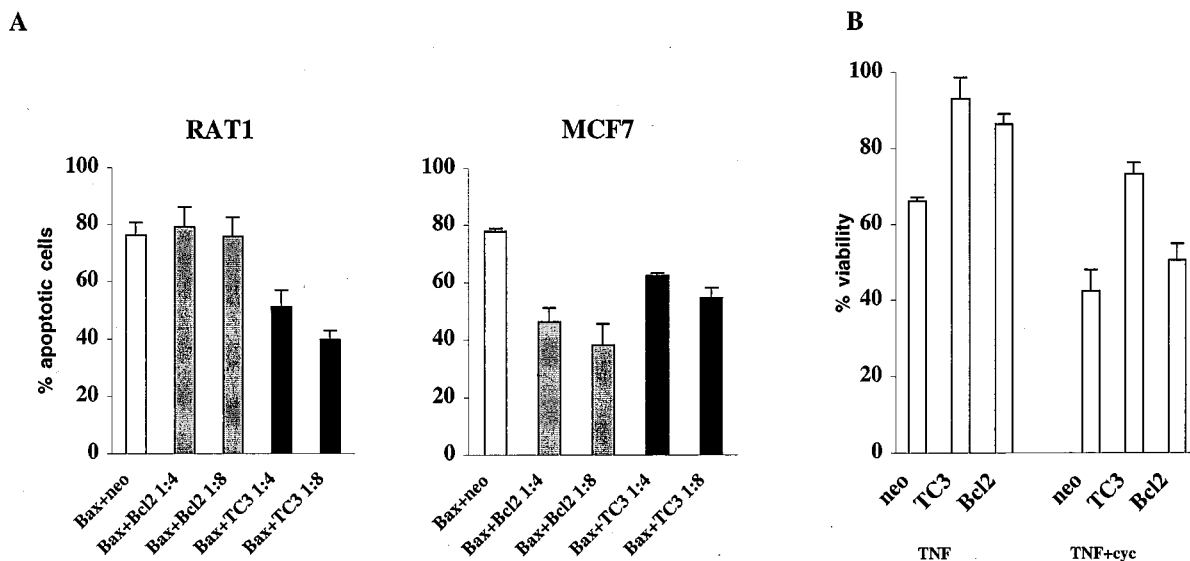 A
RAT1
% apoptotic cells
100
80
60
40
20
0
Bax+neo
Bax+Bcl2 1:4
Bax+Bcl2 1:8
Bax+TC3 1:4
Bax+TC3 1:8
MCF7
100
80
60
40
20
0
Bax+neo
Bax+Bcl2 1:4
Bax+Bcl2 1:8
Bax+TC3 1:4
Bax+TC3 1:8
B
% viability
100
80
60
40
20
0
neo
TC3
Bcl2
neo
TC3
Bcl2
TNF
TNF+cyc